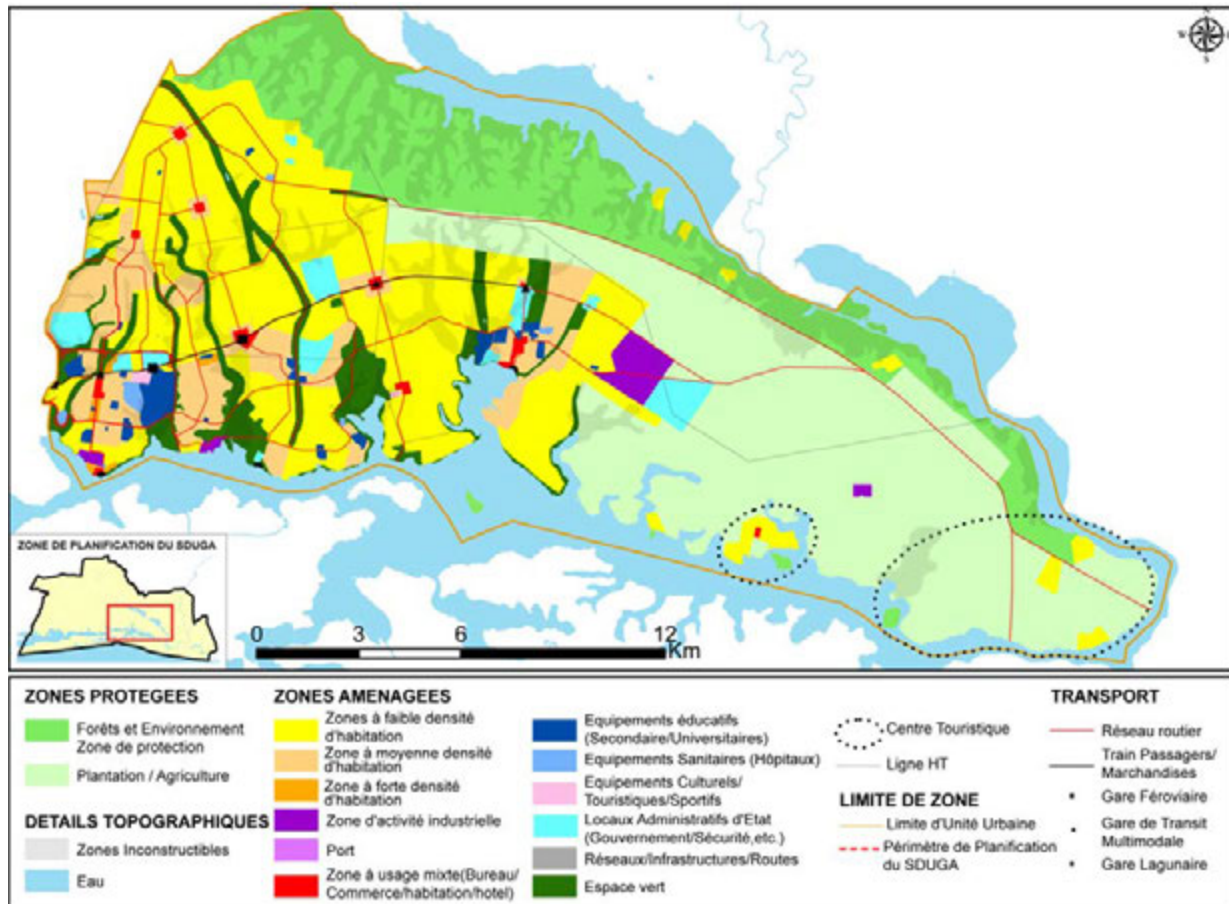 N
W
S
ZONE DE PLANIFICATION DU SDUGA
0 3 6 12
Km
ZONES PROTEGEES
Forêts et Environnement
Zone de protection
Plantation / Agriculture
DETAILS TOPOGRAPHIQUES
Zones Inconstructibles
Eau
ZONES AMENAGEES
Zones à faible densité
d'habitation
Zone à moyenne densité
d'habitation
Zone à forte densité
d'habitation
Zone d'activité industrielle
Port
Zone à usage mixte(Bureau/
Commerce/habitation/hotel)
Equipements éducatifs
(Secondaire/Universitaires)
Equipements Sanitaires (Hôpitaux)
Equipements Culturels/
Touristiques/Sportifs
Locaux Administratifs d'Etat
(Gouvernement/Sécurité,etc.)
Réseaux/Infrastructures/Routes
Espace vert
Centre Touristique
Ligne HT
LIMITE DE ZONE
Limite d'Unité Urbaine
Périmètre de Planification
du SDUGA
TRANSPORT
Réseau routier
Train Passagers/
Marchandises
Gare Féroviaire
Gare de Transit
Multimodale
Gare Lagunaire